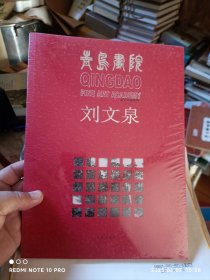 青岛画院
QINGDAO
FINE ART ACADEMY
刘文泉
REDMI NOTE 10 PRO